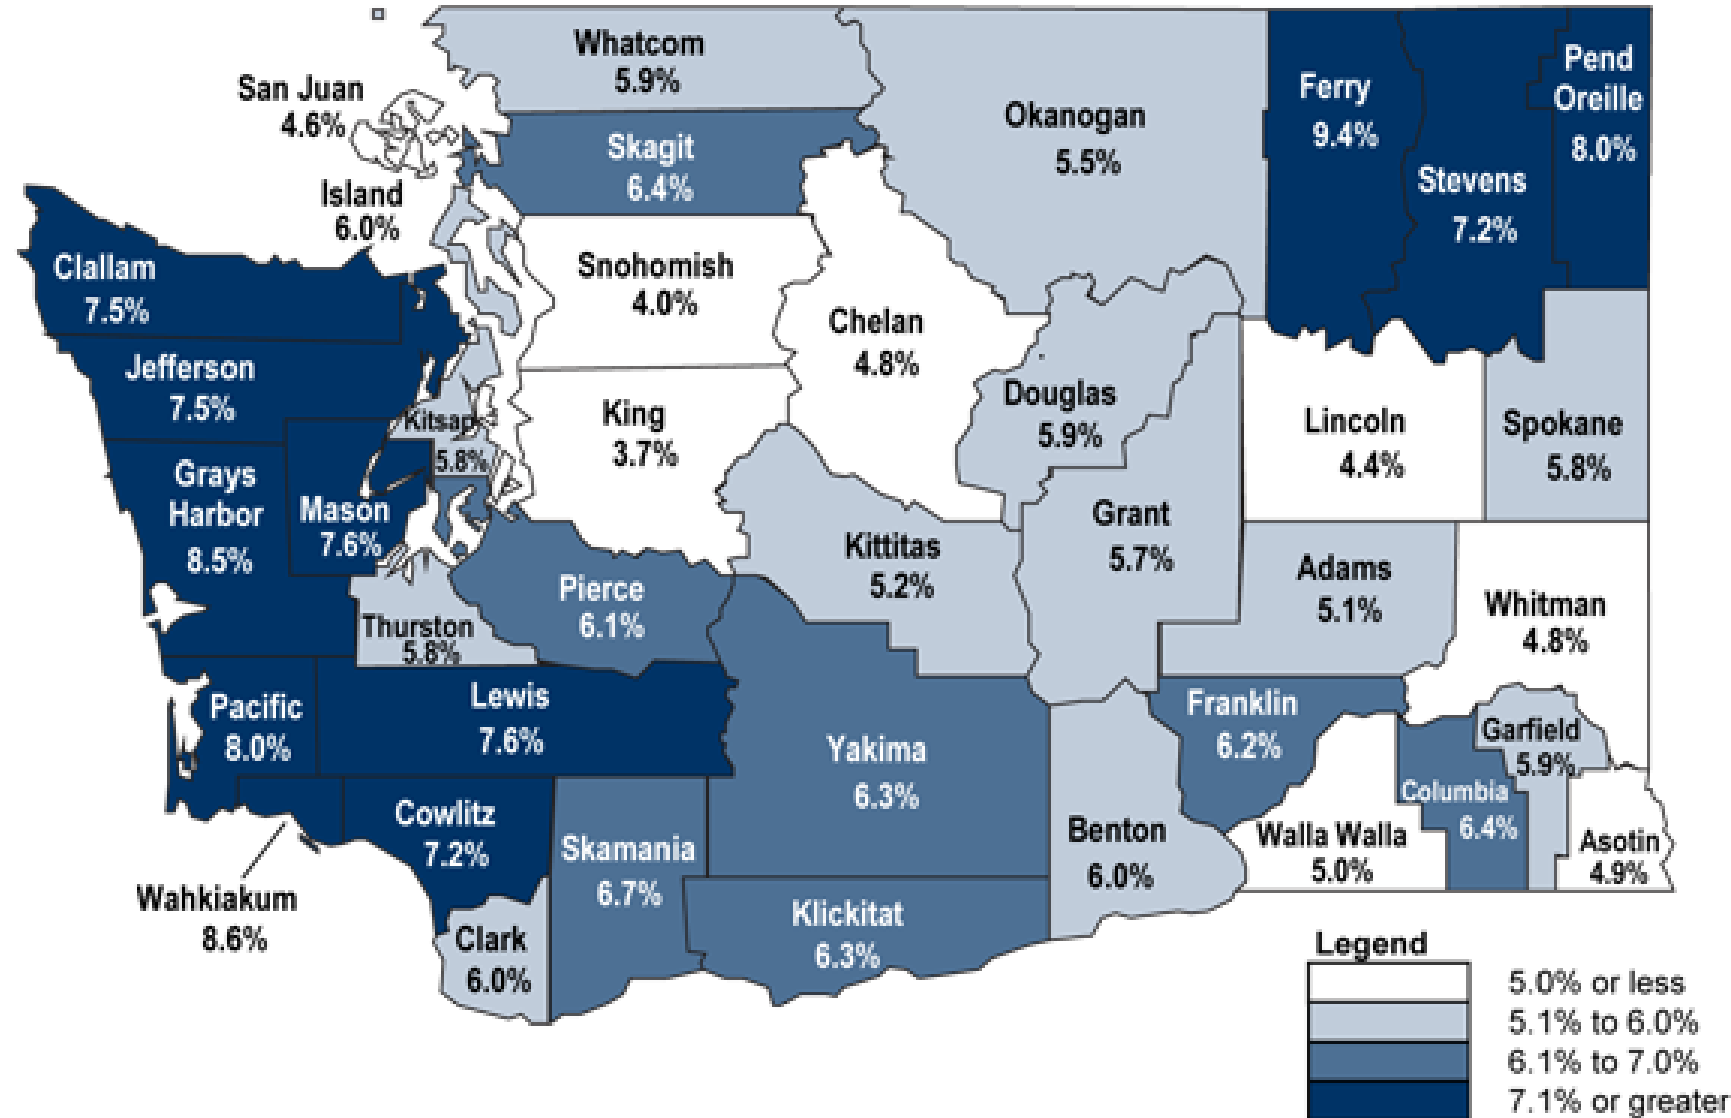 Whatcom
5.9%
San Juan
4.6%
Island
6.0%
Skagit
6.4%
Okanogan
5.5%
Ferry
9.4%
Stevens
7.2%
Pend
Oreille
8.0%
Clallam
7.5%
Jefferson
7.5%
Snohomish
4.0%
Chelan
4.8%
Douglas
5.9%
Lincoln
4.4%
Spokane
5.8%
Kitsap
5.8%
King
3.7%
Grays
Harbor
8.5%
Mason
7.6%
Kittitas
5.2%
Grant
5.7%
Adams
5.1%
Whitman
4.8%
Pierce
6.1%
Thurston
5.8%
Pacific
8.0%
Lewis
7.6%
Yakima
6.3%
Franklin
6.2%
Garfield
5.9%
Columbia
6.4%
Cowlitz
7.2%
Skamania
6.7%
Benton
6.0%
Walla Walla
5.0%
Asotin
4.9%
Wahkiakum
8.6%
Clark
6.0%
Klickitat
6.3%
Legend
5.0% or less
5.1% to 6.0%
6.1% to 7.0%
7.1% or greater